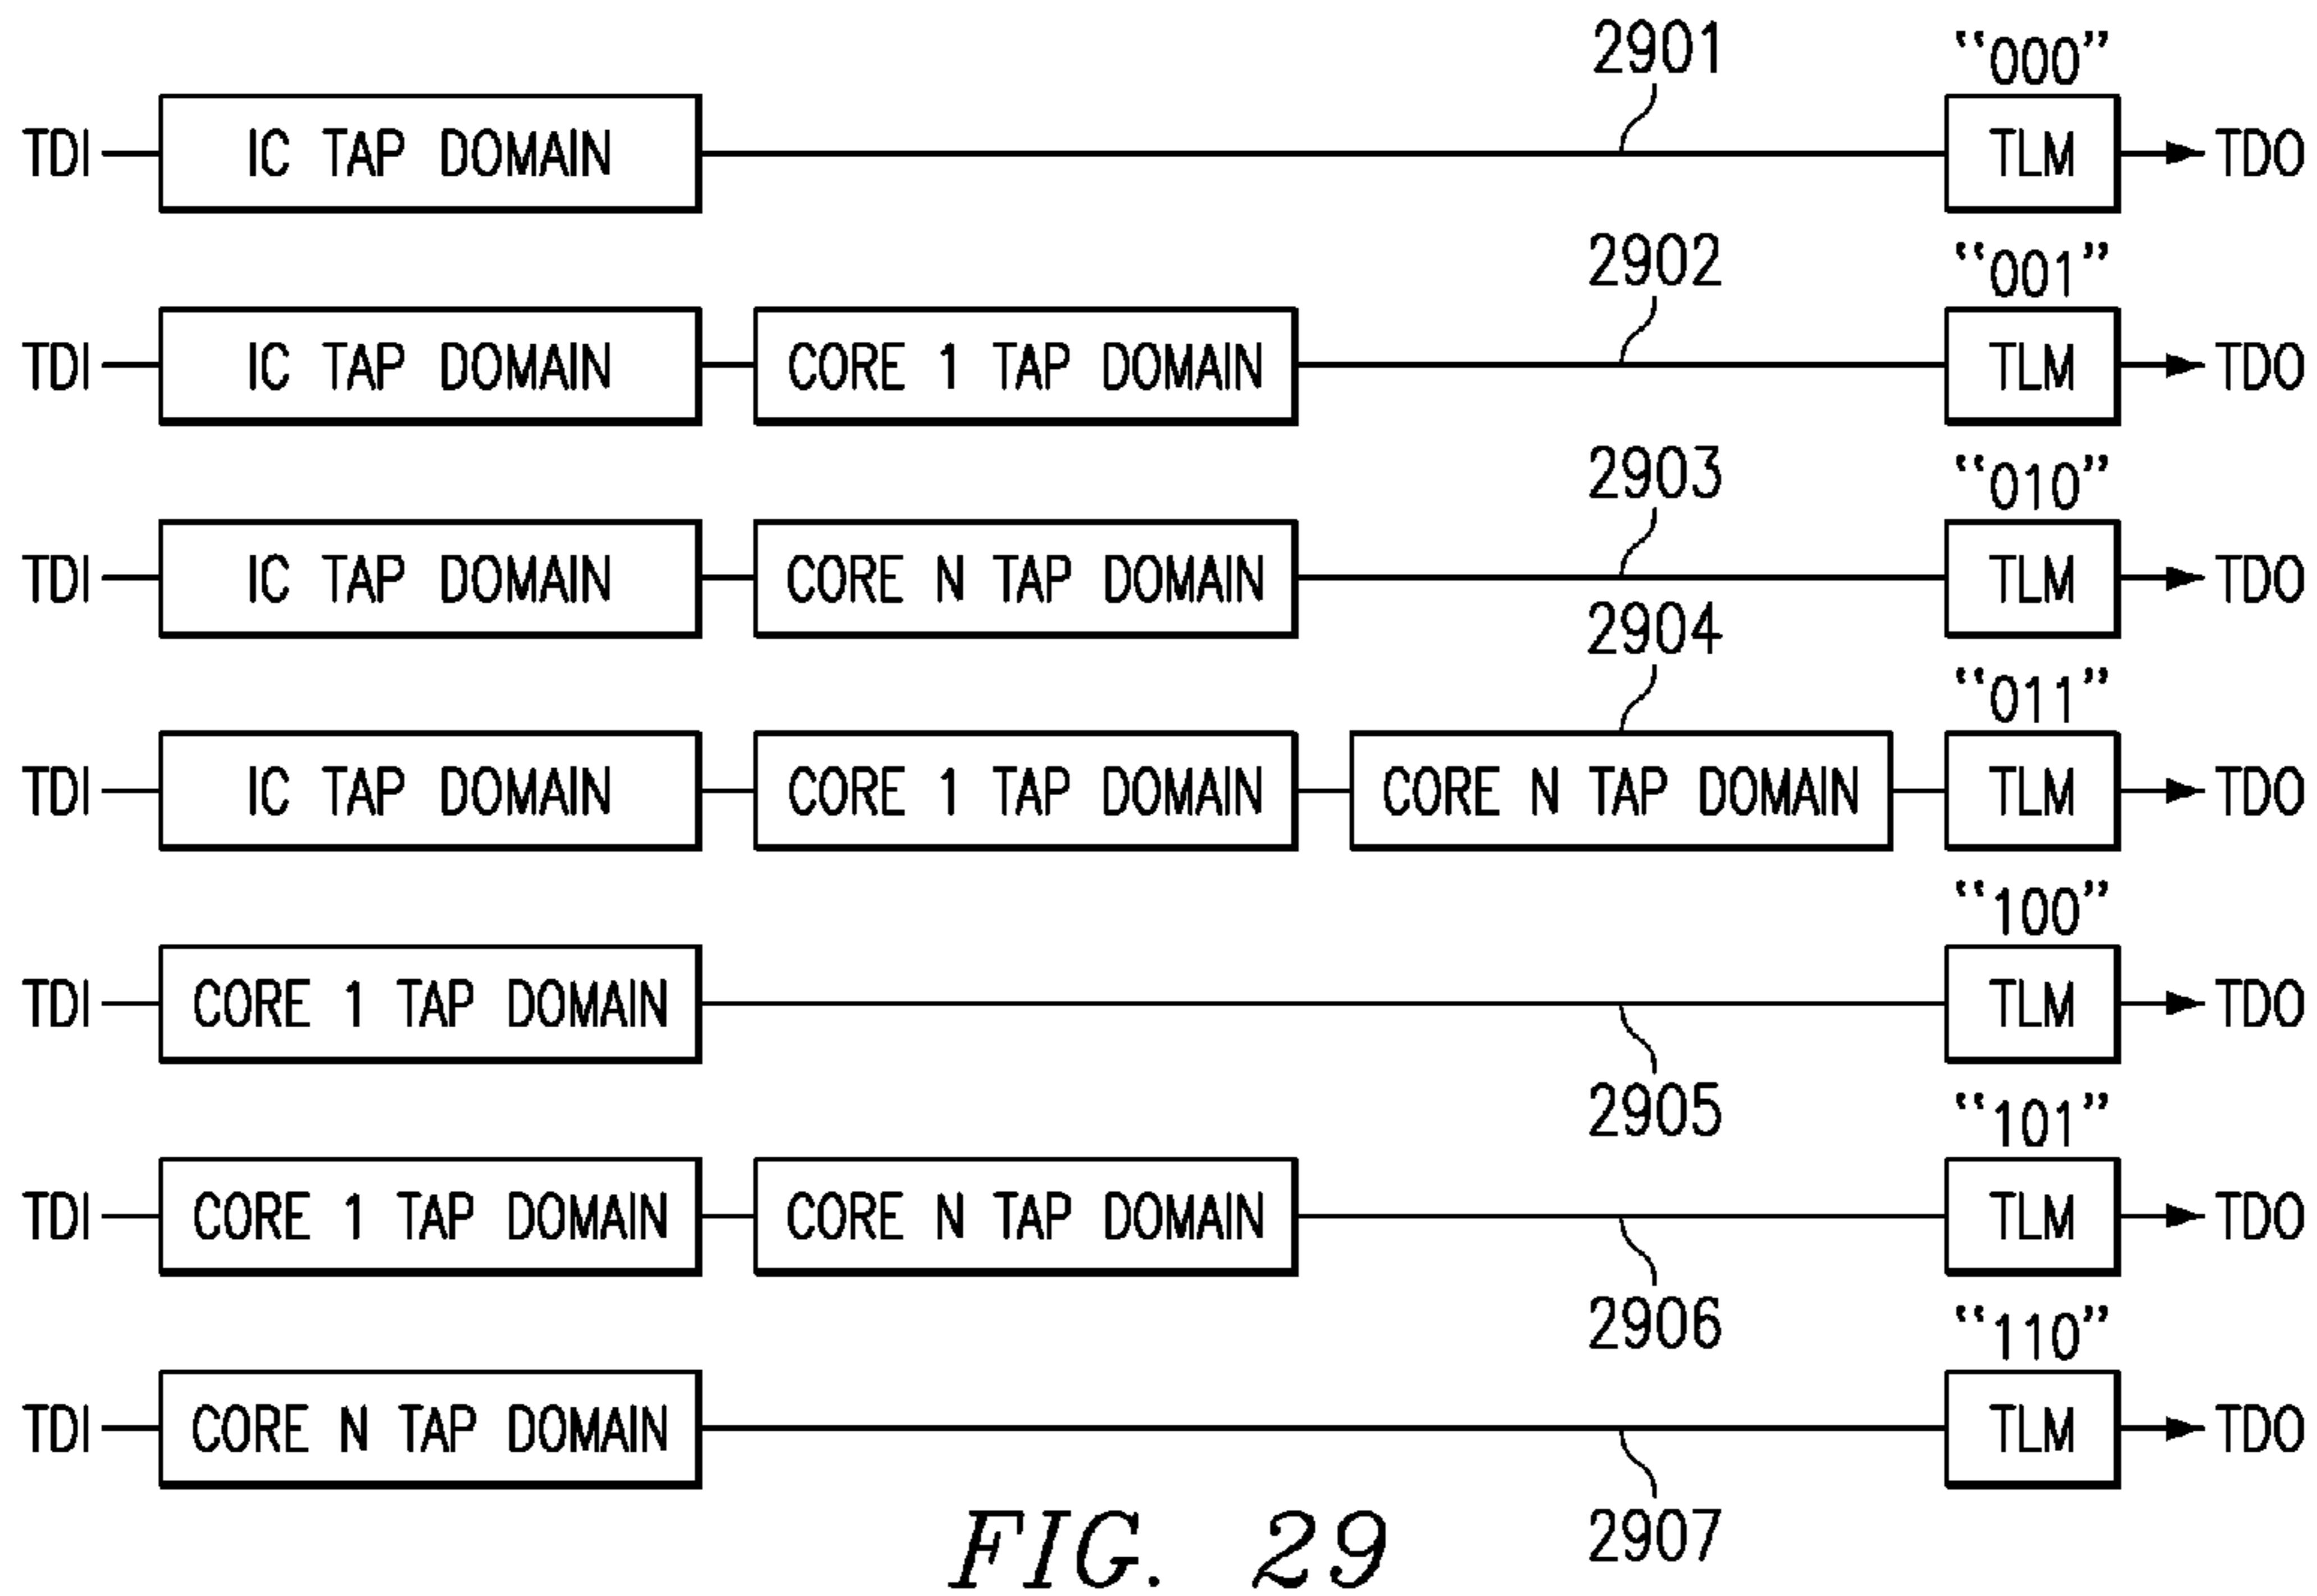 2901 “000”
TDI IC TAP DOMAIN TLM TDO
2902 “001”
TDI IC TAP DOMAIN CORE 1 TAP DOMAIN TLM TDO
2903 “010”
TDI IC TAP DOMAIN CORE N TAP DOMAIN TLM TDO
2904 “011”
TDI IC TAP DOMAIN CORE 1 TAP DOMAIN CORE N TAP DOMAIN TLM TDO
“100”
TDI CORE 1 TAP DOMAIN TLM TDO
2905 “101”
TDI CORE 1 TAP DOMAIN CORE N TAP DOMAIN TLM TDO
2906 “110”
TDI CORE N TAP DOMAIN TLM TDO
2907
FIG. 29